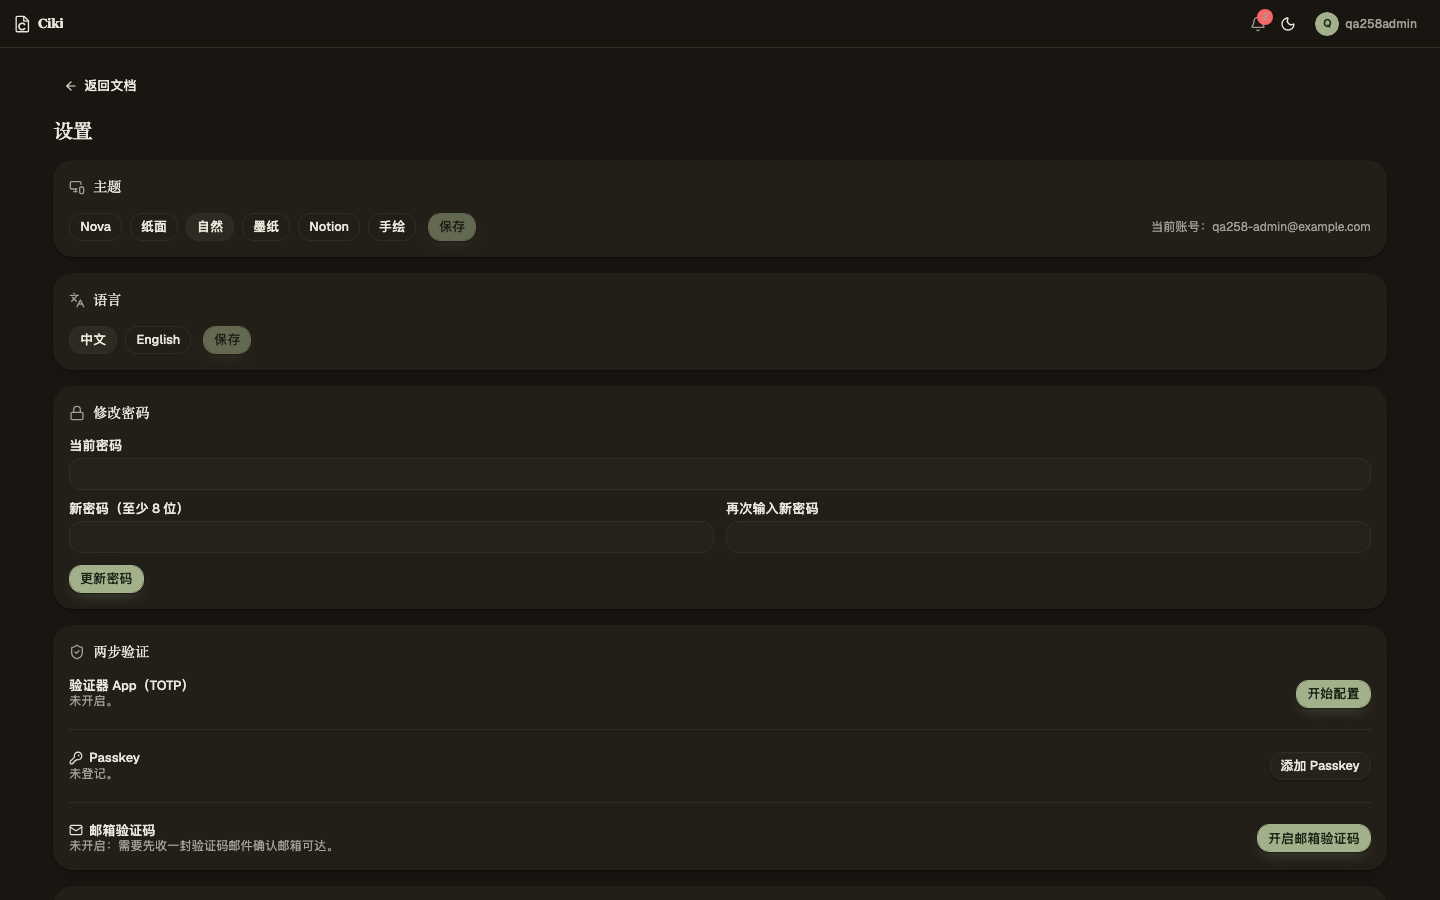 Ciki
Q qa258admin
返回文档
设置
主题
Nova 纸面 自然 墨纸 Notion 手绘 保存 当前账号：qa258-admin@example.com
语言
中文 English 保存
修改密码
当前密码
新密码（至少 8 位） 再次输入新密码
更新密码
两步验证
验证器 App（TOTP）
未开启。
开始配置
Passkey
未登记。
添加 Passkey
邮箱验证码
未开启：需要先收一封验证码邮件确认邮箱可达。
开启邮箱验证码